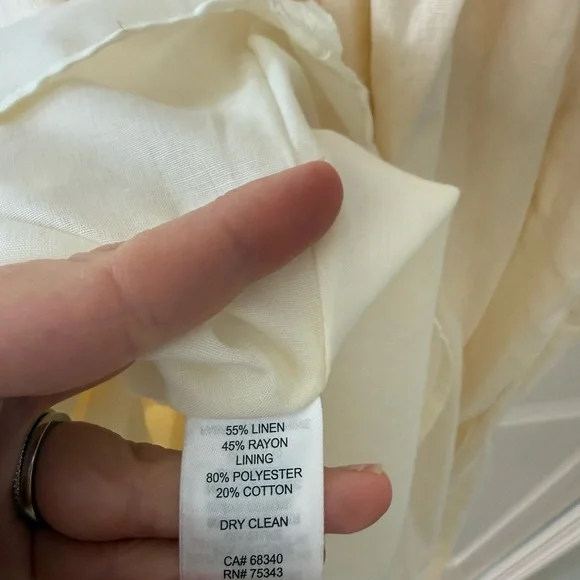 55% LINEN
45% RAYON
LINING
80% POLYESTER
20% COTTON
DRY CLEAN
CA# 68340
RN# 75343